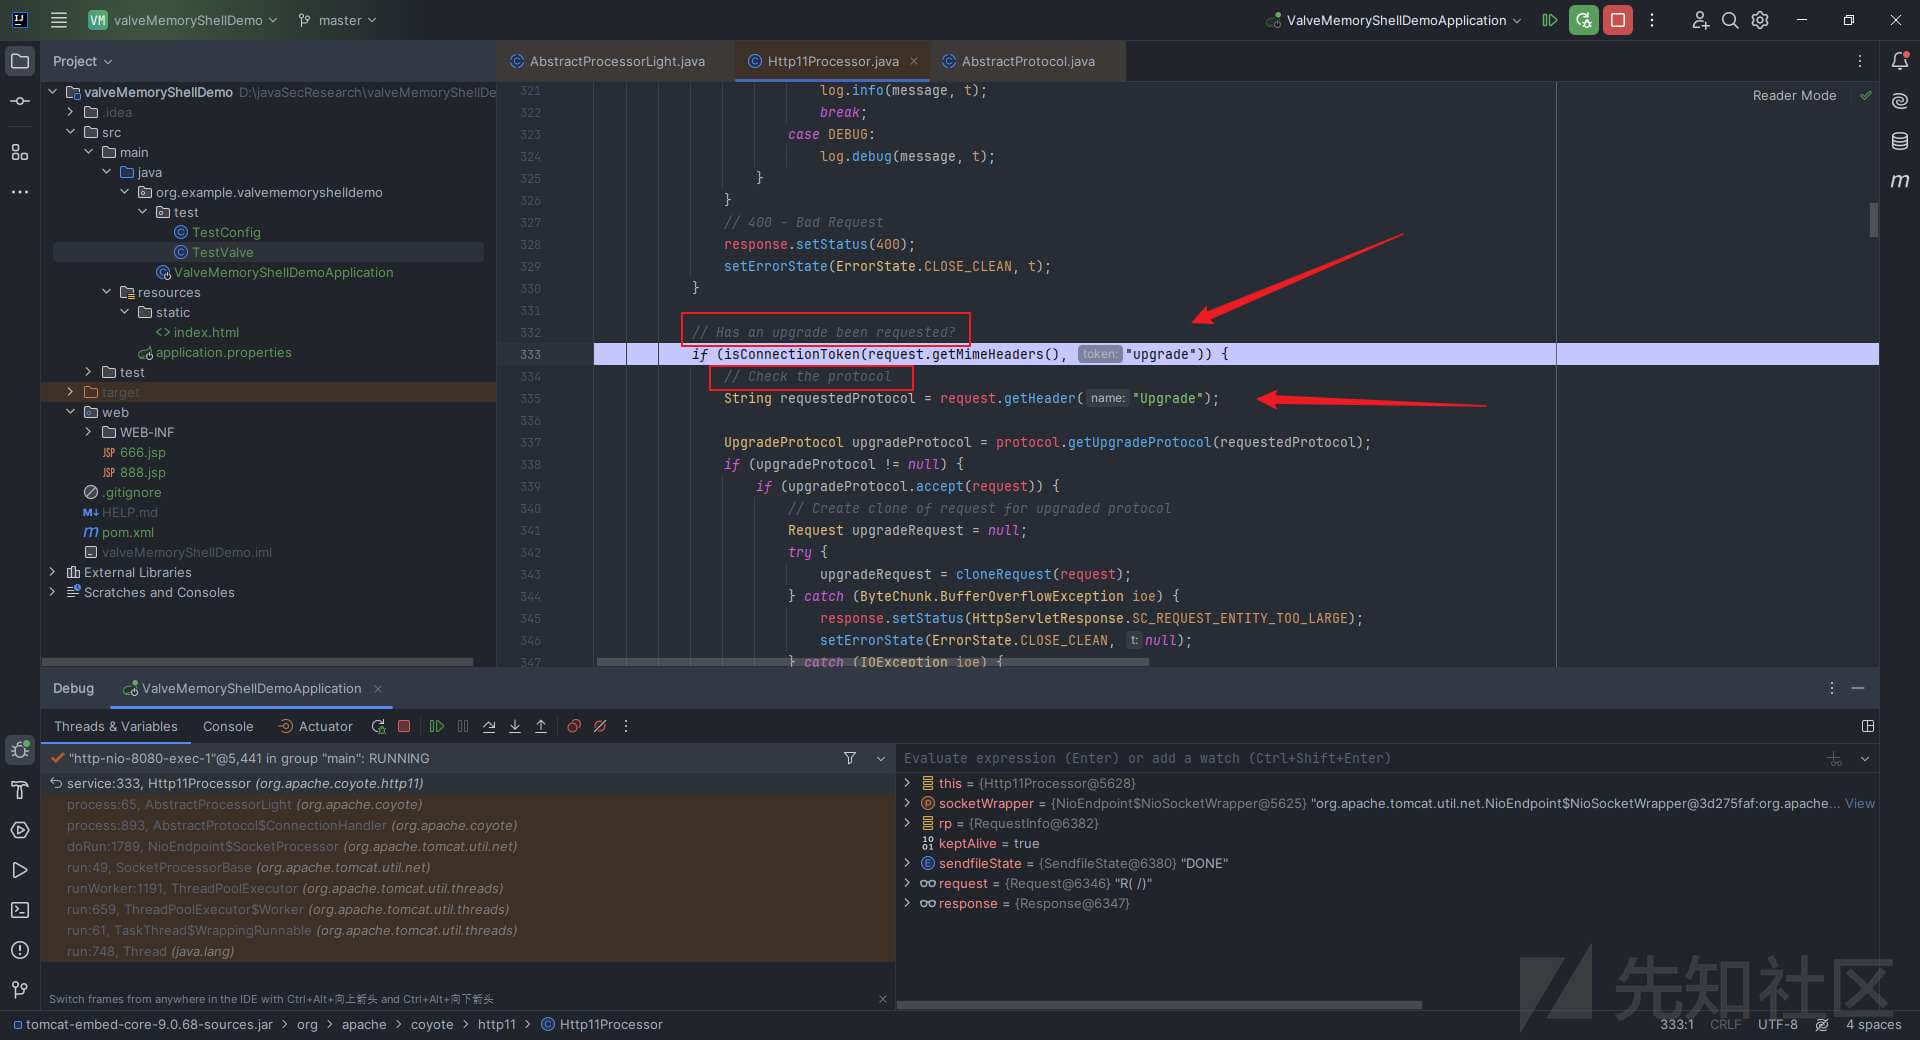 VM valveMemoryShellDemo master ValveMemoryShellDemoApplication
Project
valveMemoryShellDemo D:\javaSecResearch\valveMemoryShellDe
.idea
src
main
java
org.example.valvememoryshelldemo
test
TestConfig
TestValve
ValveMemoryShellDemoApplication
resources
static
index.html
application.properties
test
target
web
WEB-INF
JSP 666.jsp
JSP 888.jsp
.gitignore
M↓ HELP.md
m pom.xml
valveMemoryShellDemo.iml
External Libraries
Scratches and Consoles
AbstractProcessorLight.java Http11Processor.java AbstractProtocol.java
Reader Mode
321 log.info(message, t);
322 break;
323 case DEBUG:
324 log.debug(message, t);
325 }
326 }
327 // 400 - Bad Request
328 response.setStatus(400);
329 setErrorState(ErrorState.CLOSE_CLEAN, t);
330 }
331
332 // Has an upgrade been requested?
333 if (isConnectionToken(request.getMimeHeaders(), token: "upgrade")) {
334 // Check the protocol
335 String requestedProtocol = request.getHeader( name: "Upgrade");
336
337 UpgradeProtocol upgradeProtocol = protocol.getUpgradeProtocol(requestedProtocol);
338 if (upgradeProtocol != null) {
339 if (upgradeProtocol.accept(request)) {
340 // Create clone of request for upgraded protocol
341 Request upgradeRequest = null;
342 try {
343 upgradeRequest = cloneRequest(request);
344 } catch (ByteChunk.BufferOverflowException ioe) {
345 response.setStatus(HttpServletResponse.SC_REQUEST_ENTITY_TOO_LARGE);
346 setErrorState(ErrorState.CLOSE_CLEAN, t: null);
347 } catch (IOException ioe) {
Debug ValveMemoryShellDemoApplication
Threads & Variables Console Actuator
"http-nio-8080-exec-1"@5,441 in group "main": RUNNING
service:333, Http11Processor (org.apache.coyote.http11)
process:65, AbstractProcessorLight (org.apache.coyote)
process:893, AbstractProtocol$ConnectionHandler (org.apache.coyote)
doRun:1789, NioEndpoint$SocketProcessor (org.apache.tomcat.util.net)
run:49, SocketProcessorBase (org.apache.tomcat.util.net)
runWorker:1191, ThreadPoolExecutor (org.apache.tomcat.util.threads)
run:659, ThreadPoolExecutor$Worker (org.apache.tomcat.util.threads)
run:61, TaskThread$WrappingRunnable (org.apache.tomcat.util.threads)
run:748, Thread (java.lang)
Switch frames from anywhere in the IDE with Ctrl+Alt+向上箭头 and Ctrl+Alt+向下箭头
Evaluate expression (Enter) or add a watch (Ctrl+Shift+Enter)
this = {Http11Processor@5628}
socketWrapper = {NioEndpoint$NioSocketWrapper@5625} "org.apache.tomcat.util.net.NioEndpoint$NioSocketWrapper@3d275faf:org.apache... View
rp = {RequestInfo@6382}
keptAlive = true
sendfileState = {SendfileState@6380} "DONE"
request = {Request@6346} "R( /)"
response = {Response@6347}
先知社区
tomcat-embed-core-9.0.68-sources.jar > org > apache > coyote > http11 > Http11Processor
333:1 CRLF UTF-8 4 spaces